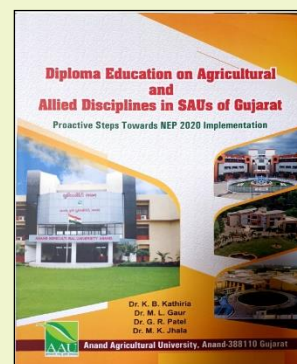 Diploma Education on Agricultural
and
Allied Disciplines in SAUs of Gujarat
Proactive Steps Towards NEP 2020 Implementation
Dr. K. B. Kathiria
Dr. M. L. Gaur
Dr. G. R. Patel
Dr. M. K. Jhala
AAU
Anand Agricultural University, Anand-388110 Gujarat